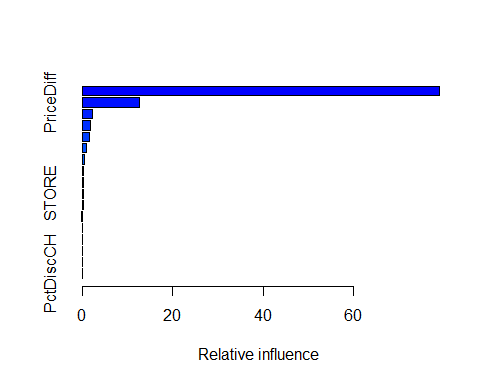 PriceDiff
STORE
PctDiscCH
0 20 40 60
Relative influence